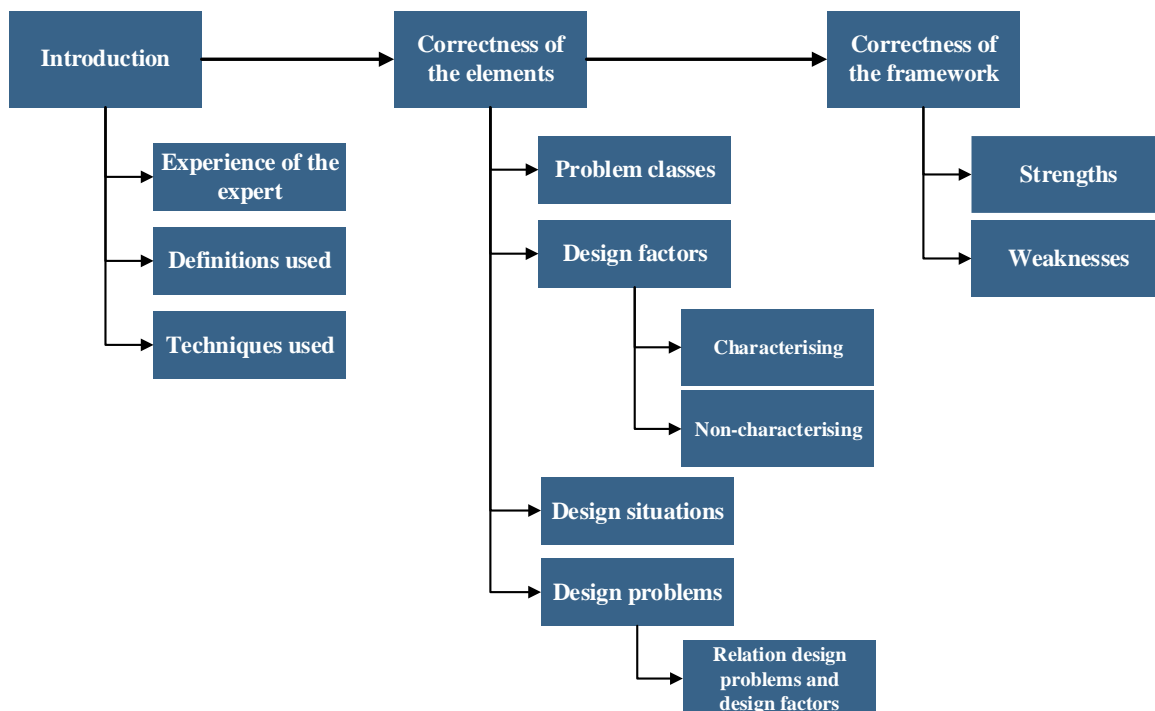 Introduction
Correctness of
the elements
Correctness of
the framework
Experience of the
expert
Definitions used
Techniques used
Problem classes
Design factors
Characterising
Non-characterising
Design situations
Design problems
Relation design
problems and
design factors
Strengths
Weaknesses